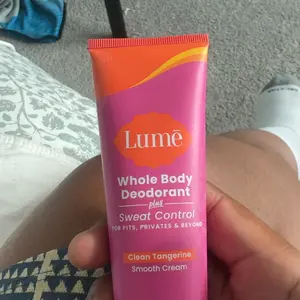 Lumē
Whole Body
Deodorant
plus
Sweat Control
FOR PITS, PRIVATES & BEYOND
Clean Tangerine
Smooth Cream